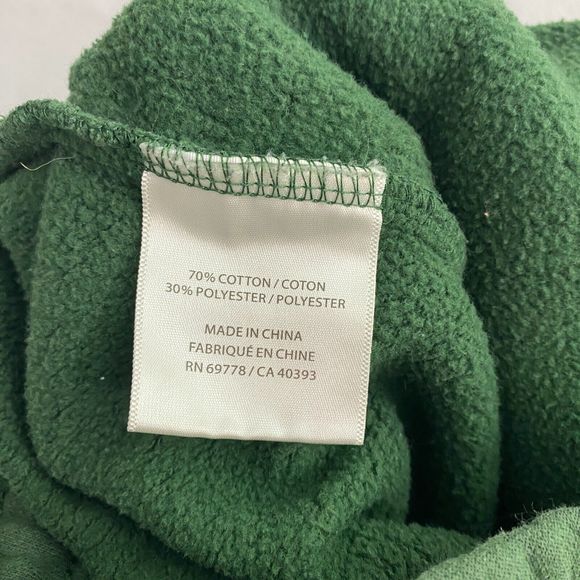 70% COTTON / COTON
30% POLYESTER / POLYESTER
MADE IN CHINA
FABRIQUÉ EN CHINE
RN 69778 / CA 40393